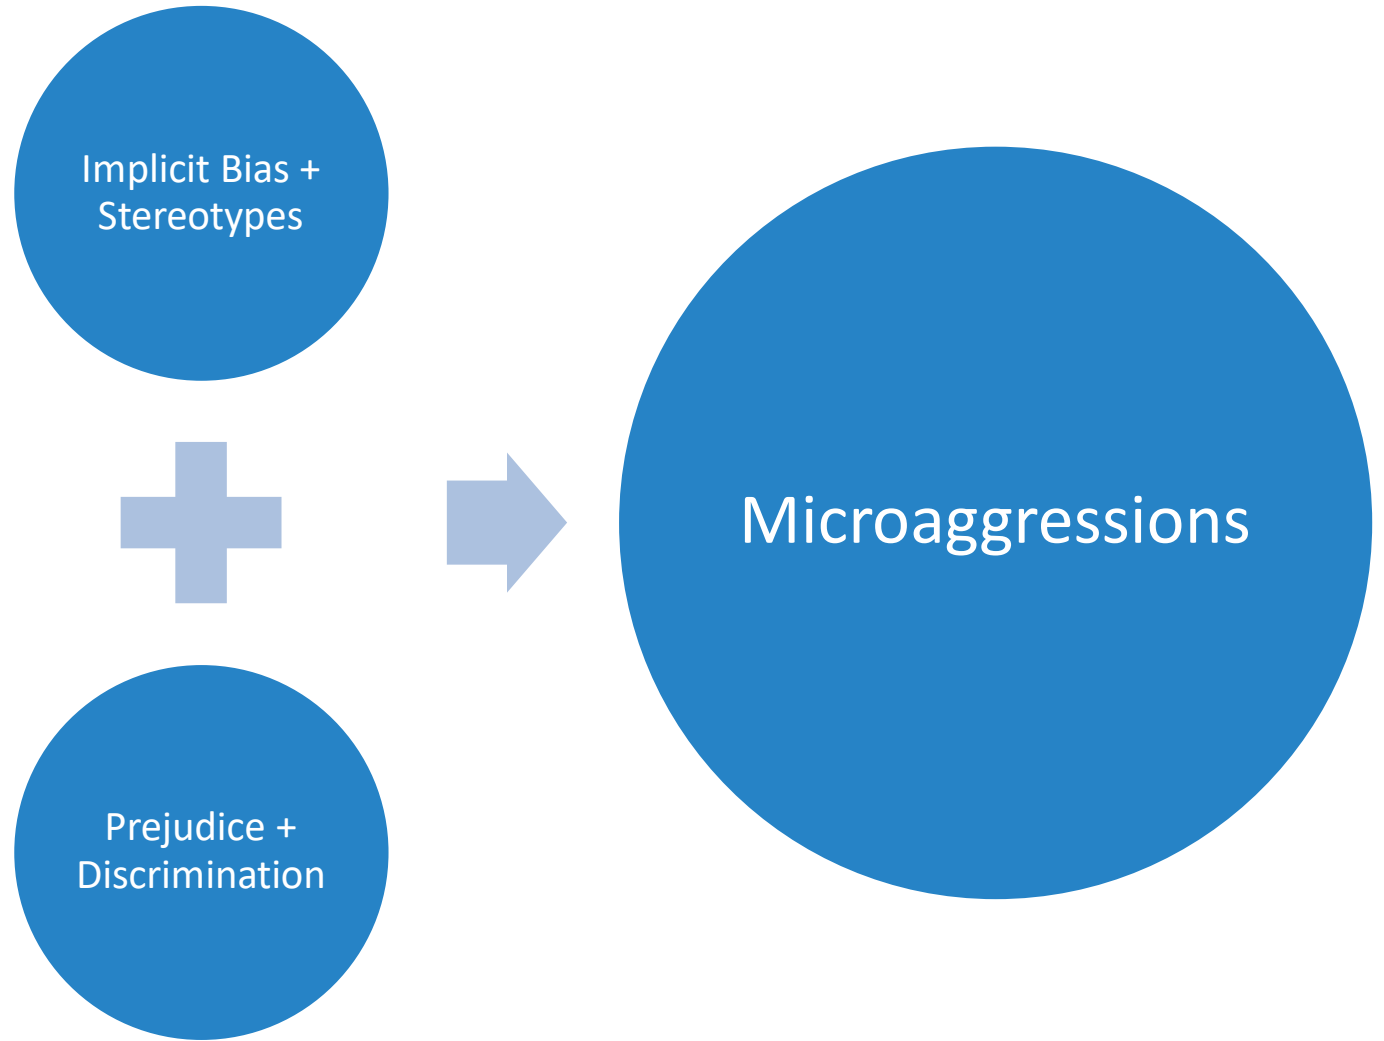 Implicit Bias +
Stereotypes
Prejudice +
Discrimination
Microaggressions